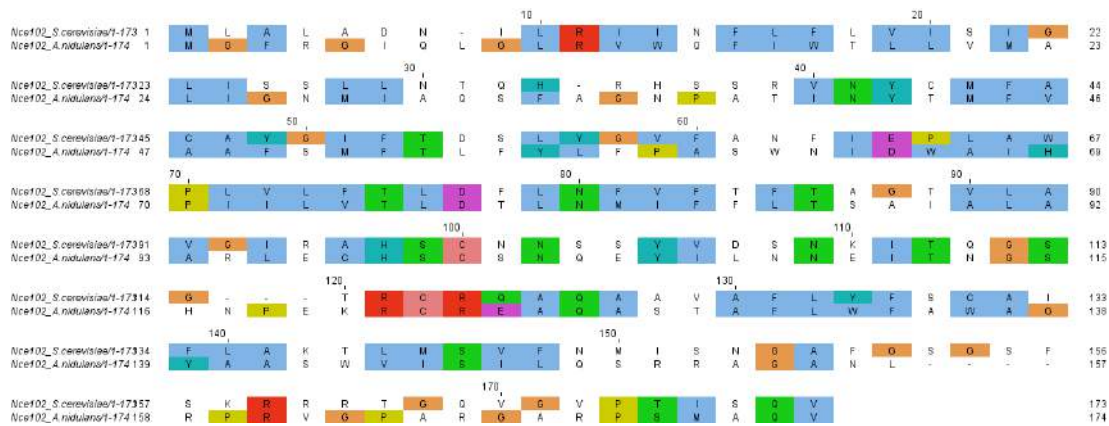 10 20
Nce102_S.cerevisiae/1-173 1 M L A L A D N - I L R I I N F L F L V I S I G 22
Nce102_A.nidulans/1-174 1 M G F R G I Q L G L R V W Q F I W T L L V M A 23
30 40
Nce102_S.cerevisiae/1-173 23 L I S S L L N T Q H - R H S S R V N Y C M F A 44
Nce102_A.nidulans/1-174 24 L I G N M I A Q S F A G N P A T I N Y T M F V 46
50 60
Nce102_S.cerevisiae/1-173 45 C A Y G I F T D S L Y G V F A N F I E P L A W 67
Nce102_A.nidulans/1-174 47 A A F S M F T L F Y L F P A S W N I D W A I H 69
70 80 90
Nce102_S.cerevisiae/1-173 68 P L V L F T L D F L N F V F T F T A G T V L A 90
Nce102_A.nidulans/1-174 70 P I I L V T L D T L N M I F F L T S A I A L A 92
100 110
Nce102_S.cerevisiae/1-173 91 V G I R A H S C N N S S Y V D S N K I T Q G S 113
Nce102_A.nidulans/1-174 93 A R L E C H S C S N Q E Y I L N N E I T N G S 115
120 130
Nce102_S.cerevisiae/1-173 114 G - - - T R C R Q A Q A A V A F L Y F S C A I 133
Nce102_A.nidulans/1-174 116 H N P E K R C R E A Q A S T A F L W F A W A G 138
140 150
Nce102_S.cerevisiae/1-173 134 F L A K T L M S V F N M I S N G A F G S G S F 156
Nce102_A.nidulans/1-174 139 Y A A S W V I S I L Q S R R A G A N L - - - - 157
170
Nce102_S.cerevisiae/1-173 157 S K R R R T G Q V G V P T I S Q V 173
Nce102_A.nidulans/1-174 158 R P R V G P A R G A R P S M A Q V 174